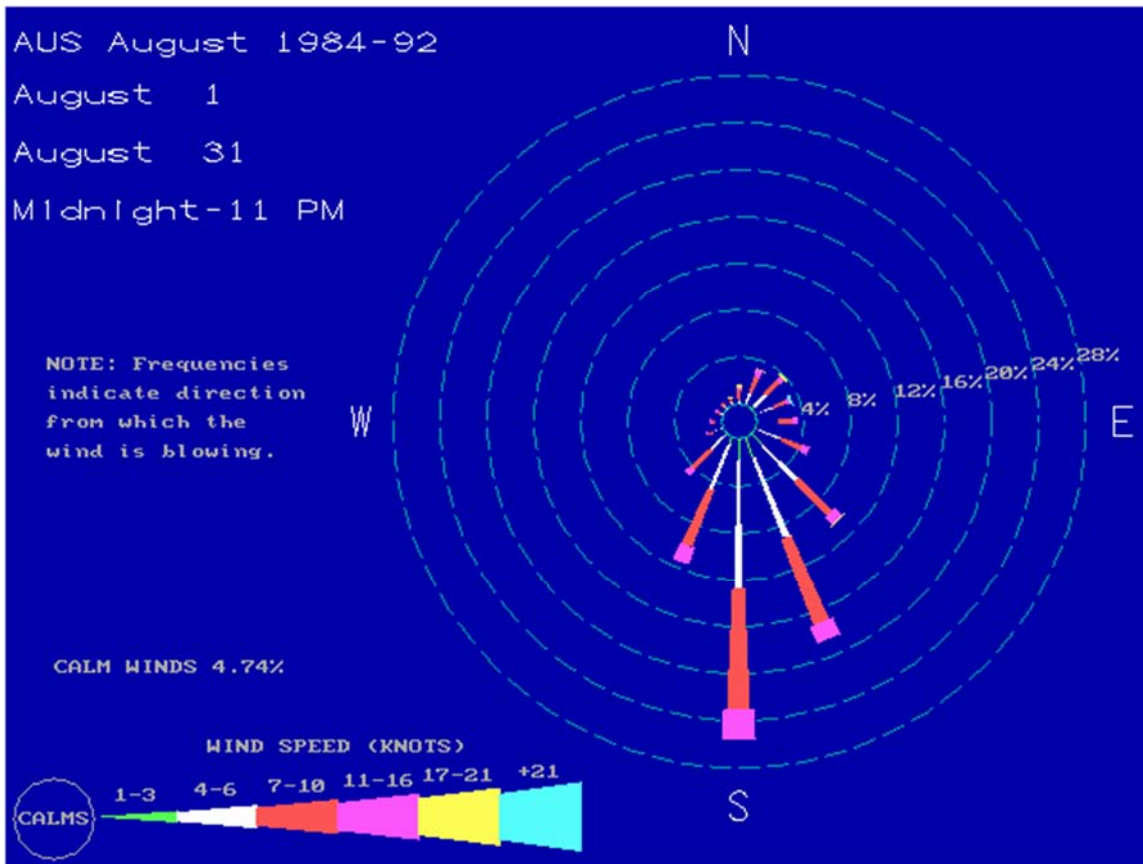 AUS August 1984-92
August 1
August 31
Midnight-11 PM
N
NOTE: Frequencies
indicate direction
from which the
wind is blowing.
W
4% 8% 12% 16% 20% 24% 28%
E
CALM WINDS 4.74%
WIND SPEED (KNOTS)
1-3 4-6 7-10 11-16 17-21 +21
CALMS
S